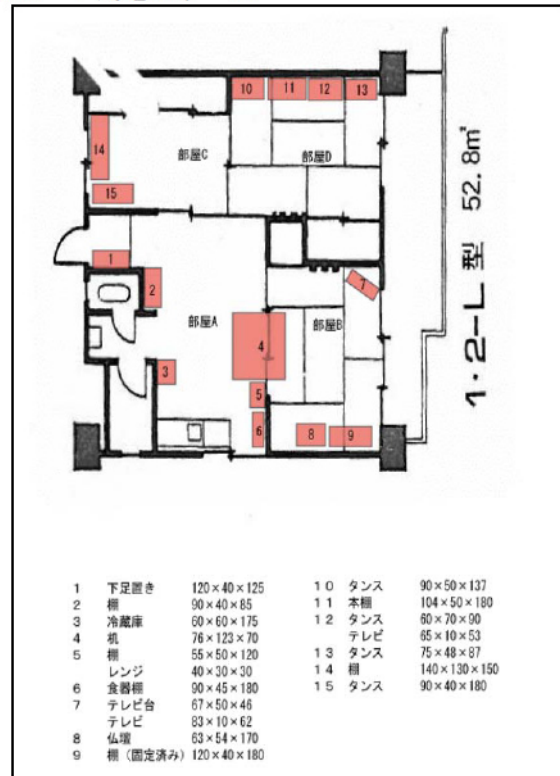 10
11
12
13
14
15
部屋C
部屋D
1
2
部屋A
3
4
5
6
部屋B
7
8
9
1・2-L 型 52.8㎡
1 下足置き 120×40×125
2 棚 90×40×85
3 冷蔵庫 60×60×175
4 机 76×123×70
5 棚 55×50×120
レンジ 40×30×30
6 食器棚 90×45×180
7 テレビ台 67×50×46
テレビ 83×10×62
8 仏壇 63×54×170
9 棚（固定済み） 120×40×180
10 タンス 90×50×137
11 本棚 104×50×180
12 タンス 60×70×90
テレビ 65×10×53
13 タンス 75×48×87
14 棚 140×130×150
15 タンス 90×40×180